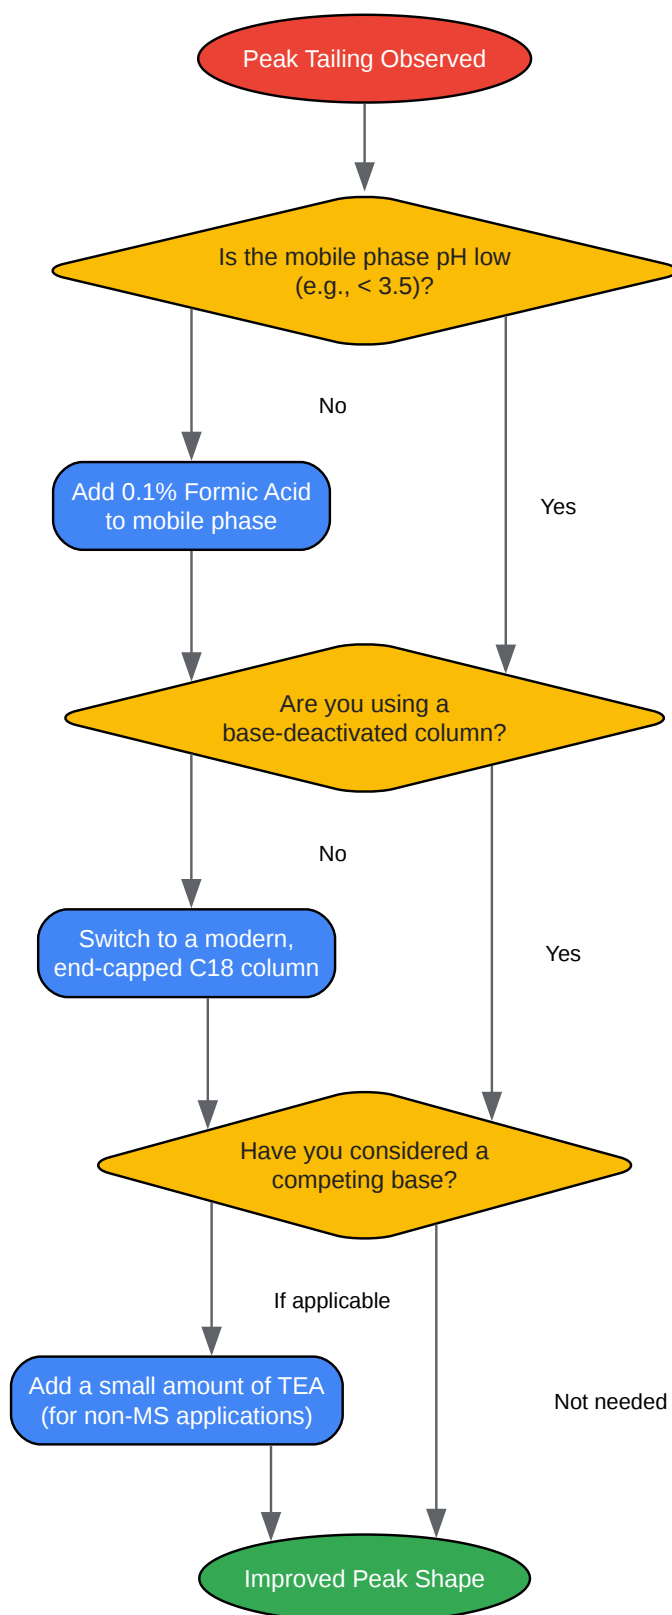 Peak Tailing Observed
Is the mobile phase pH low
(e.g., < 3.5)?
No
Add 0.1% Formic Acid
to mobile phase
Yes
Are you using a
base-deactivated column?
No
Switch to a modern,
end-capped C18 column
Yes
Have you considered a
competing base?
If applicable
Add a small amount of TEA
(for non-MS applications)
Not needed
Improved Peak Shape